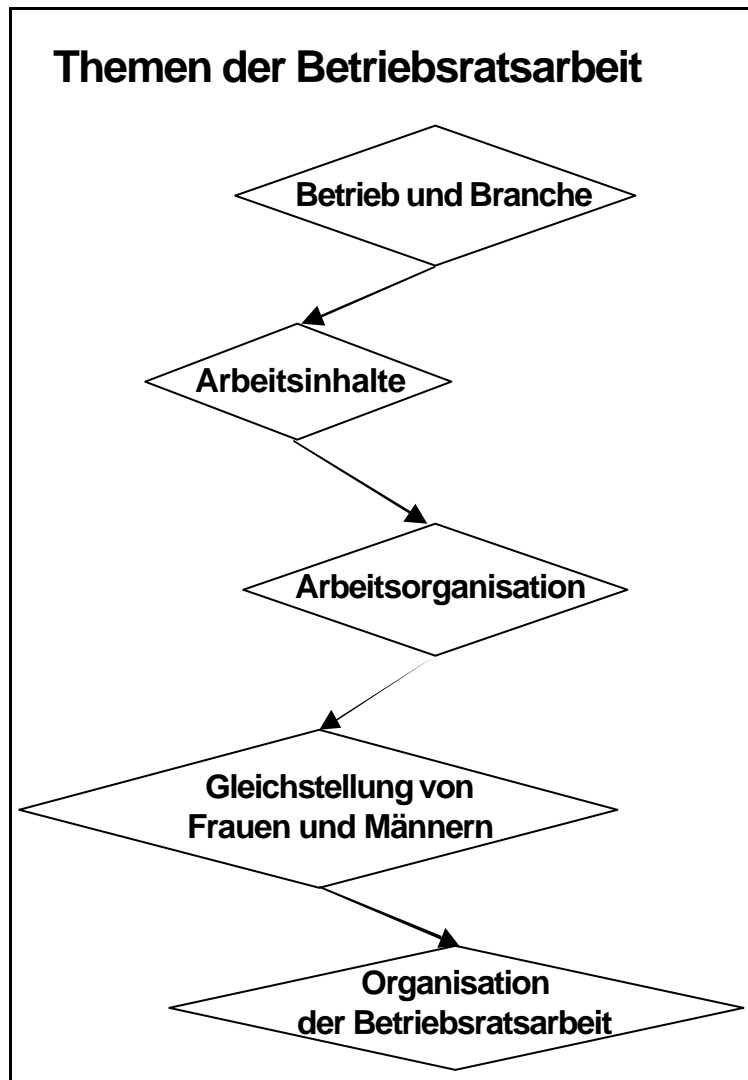 Themen der Betriebsratsarbeit
Betrieb und Branche
Arbeitsinhalte
Arbeitsorganisation
Gleichstellung von
Frauen und Männern
Organisation
der Betriebsratsarbeit